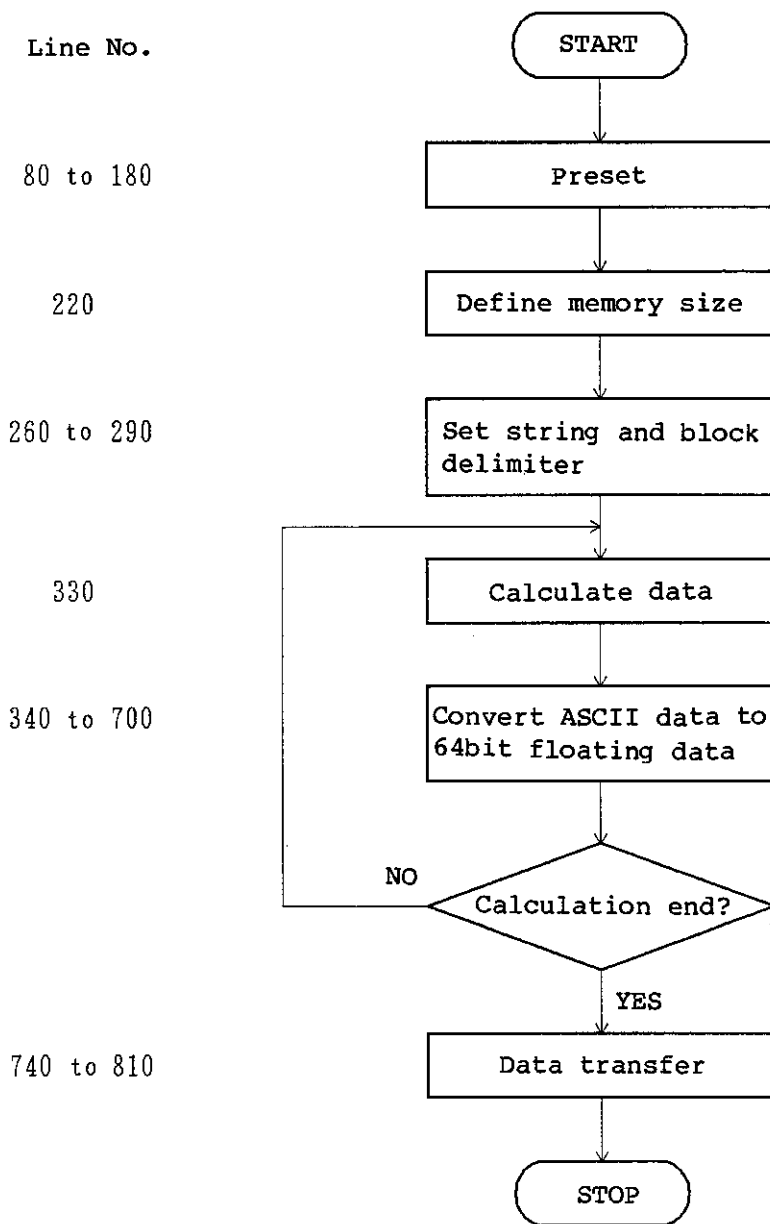 Line No.
START
80 to 180
Preset
220
Define memory size
260 to 290
Set string and block
delimiter
330
Calculate data
340 to 700
Convert ASCII data to
64bit floating data
NO
Calculation end?
YES
740 to 810
Data transfer
STOP